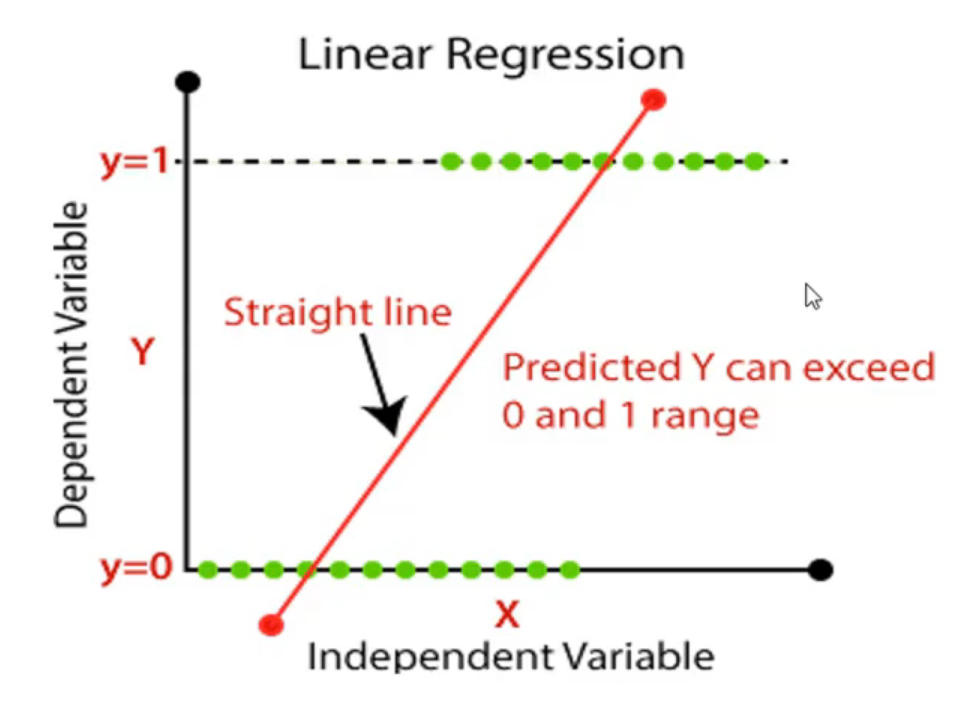 Linear Regression
y=1
Dependent Variable
Straight line
Y
Predicted Y can exceed
0 and 1 range
y=0
X
Independent Variable